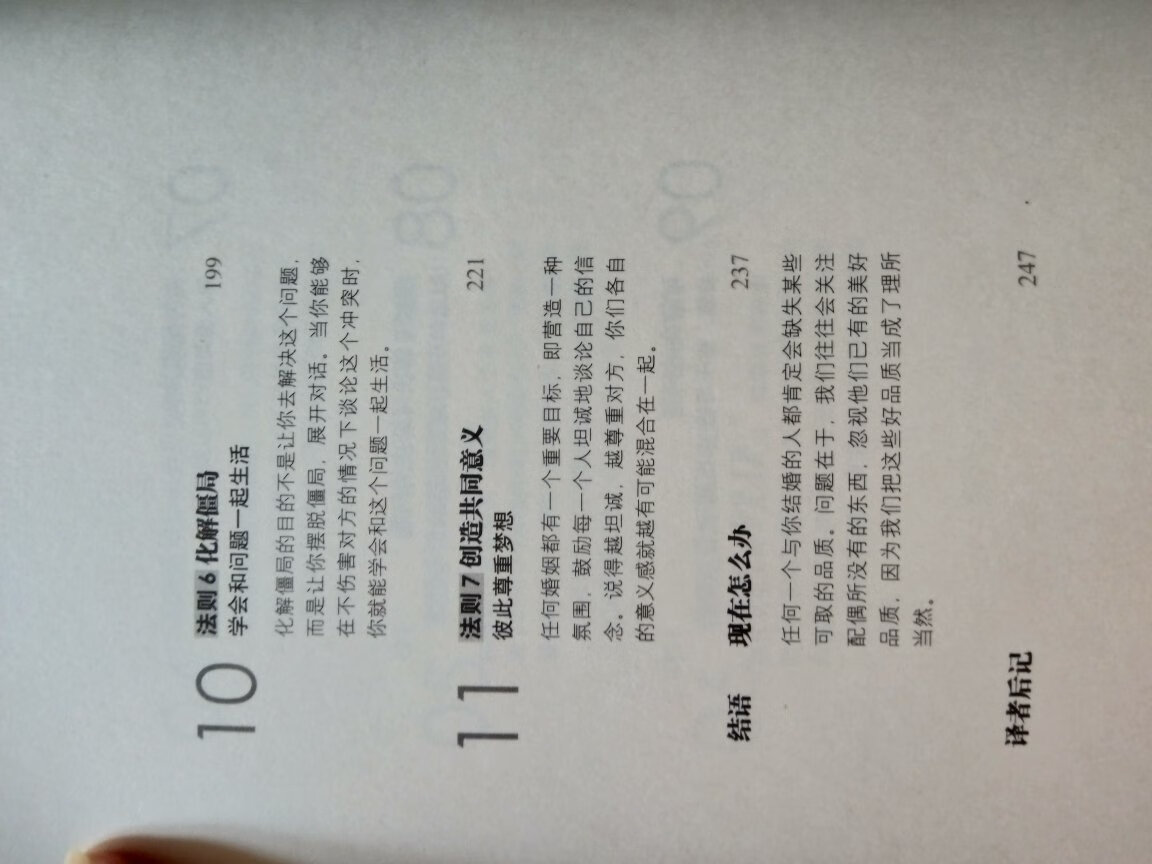 10 法则 6 化解僵局 199
学会和问题一起生活
化解僵局的目的不是让你去解决这个问题，
而是让你摆脱僵局，展开对话。当你能够
在不伤害对方的情况下谈论这个冲突时，
你就能学会和这个问题一起生活。
11 法则 7 创造共同意义 221
彼此尊重梦想
任何婚姻都有一个重要目标，即营造一种
氛围，鼓励每一个人坦诚地谈论自己的信
念。说得越坦诚，越尊重对方，你们各自
的意义感就越有可能混合在一起。
结语 现在怎么办 237
任何一个与你结婚的人都肯定会缺失某些
可取的品质。问题在于，我们往往会关注
配偶所没有的东西，忽视他们已有的美好
品质，因为我们把这些好品质当成了理所
当然。
译者后记 247